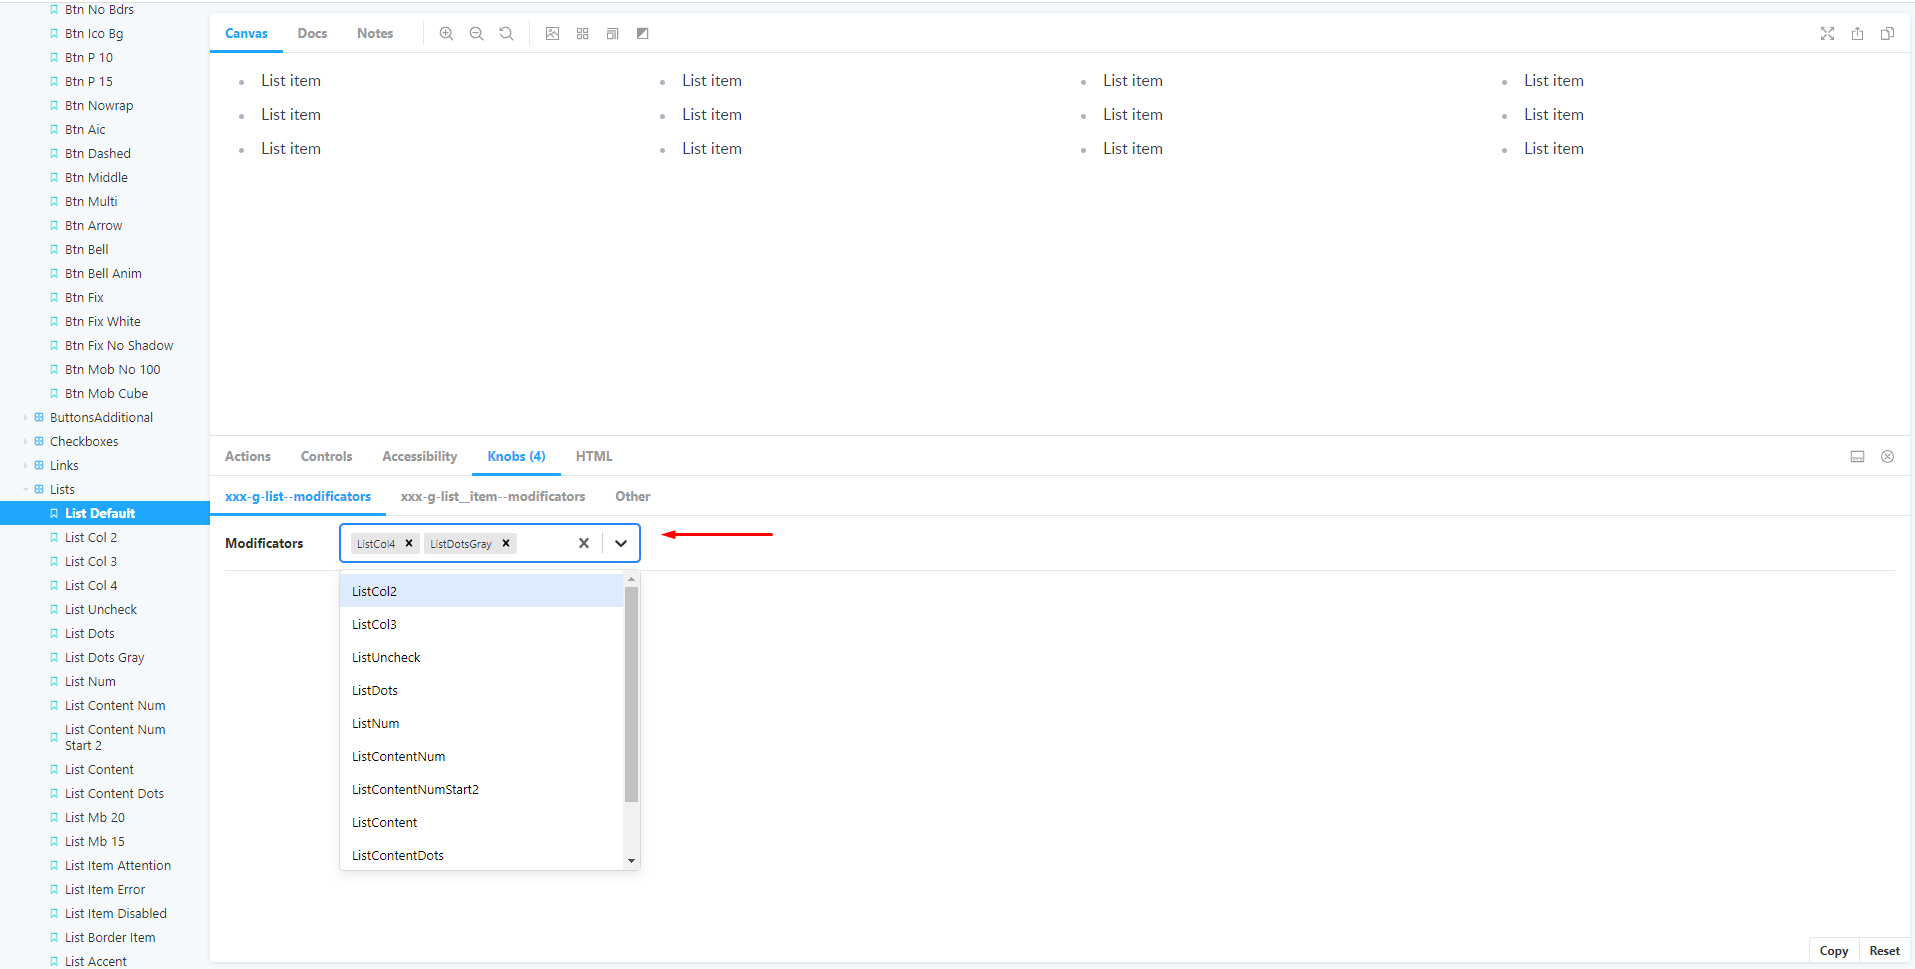 Btn No Bdrs
Btn Ico Bg
Btn P 10
Btn P 15
Btn Nowrap
Btn Aic
Btn Dashed
Btn Middle
Btn Multi
Btn Arrow
Btn Bell
Btn Bell Anim
Btn Fix
Btn Fix White
Btn Fix No Shadow
Btn Mob No 100
Btn Mob Cube
ButtonsAdditional
Checkboxes
Links
Lists
List Default
List Col 2
List Col 3
List Col 4
List Uncheck
List Dots
List Dots Gray
List Num
List Content Num
List Content Num
Start 2
List Content
List Content Dots
List Mb 20
List Mb 15
List Item Attention
List Item Error
List Item Disabled
List Border Item
List Accent
Canvas Docs Notes
List item List item List item List item
List item List item List item List item
List item List item List item List item
Actions Controls Accessibility Knobs (4) HTML
xxx-g-list--modificators xxx-g-list__item--modificators Other
Modificators ListCol4 ListDotsGray
ListCol2
ListCol3
ListUncheck
ListDots
ListNum
ListContentNum
ListContentNumStart2
ListContent
ListContentDots
Copy Reset